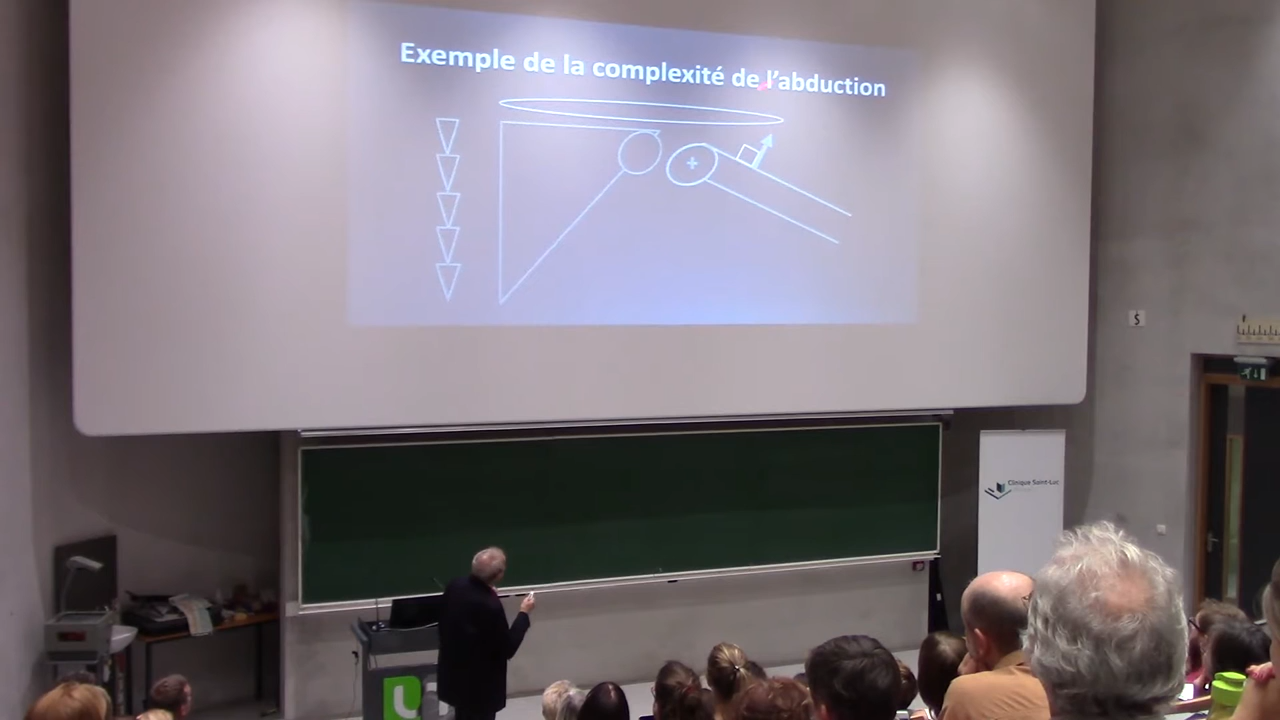 Exemple de la complexité de l'abduction
Clinique Saint-Luc
S